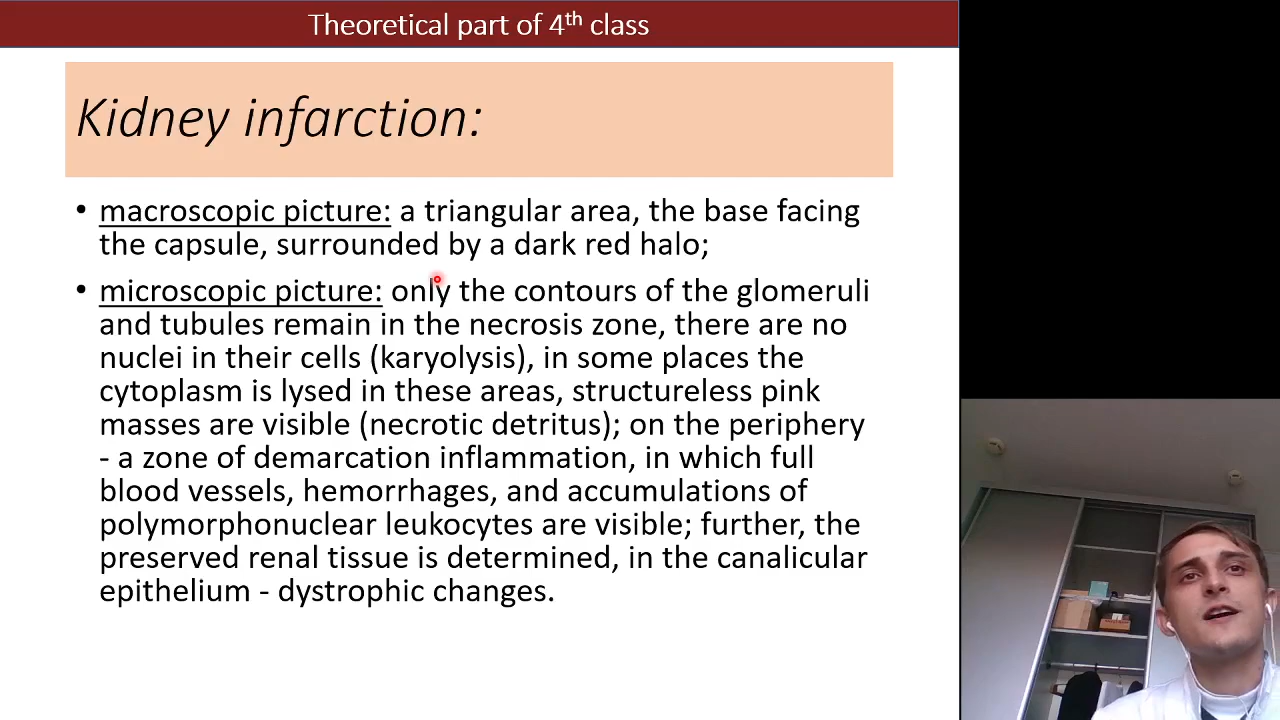 Theoretical part of 4th class
Kidney infarction:
• macroscopic picture: a triangular area, the base facing
the capsule, surrounded by a dark red halo;
• microscopic picture: only the contours of the glomeruli
and tubules remain in the necrosis zone, there are no
nuclei in their cells (karyolysis), in some places the
cytoplasm is lysed in these areas, structureless pink
masses are visible (necrotic detritus); on the periphery
- a zone of demarcation inflammation, in which full
blood vessels, hemorrhages, and accumulations of
polymorphonuclear leukocytes are visible; further, the
preserved renal tissue is determined, in the canalicular
epithelium - dystrophic changes.